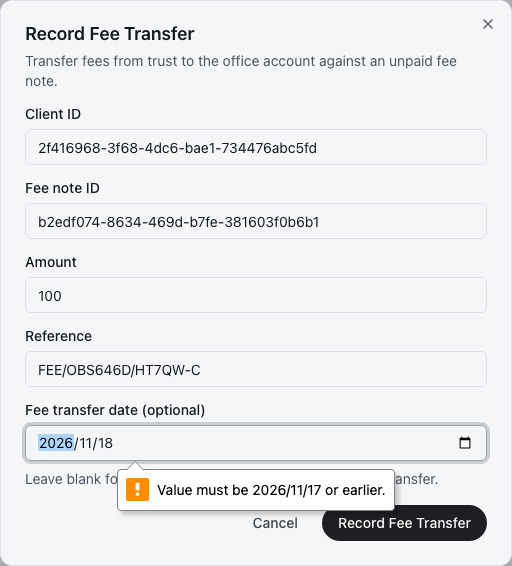 Record Fee Transfer
Transfer fees from trust to the office account against an unpaid fee
note.
Client ID
2f416968-3f68-4dc6-bae1-734476abc5fd
Fee note ID
b2edf074-8634-469d-b7fe-381603f0b6b1
Amount
100
Reference
FEE/OBS646D/HT7QW-C
Fee transfer date (optional)
2026/11/18
Value must be 2026/11/17 or earlier.
Leave blank
Cancel
Record Fee Transfer